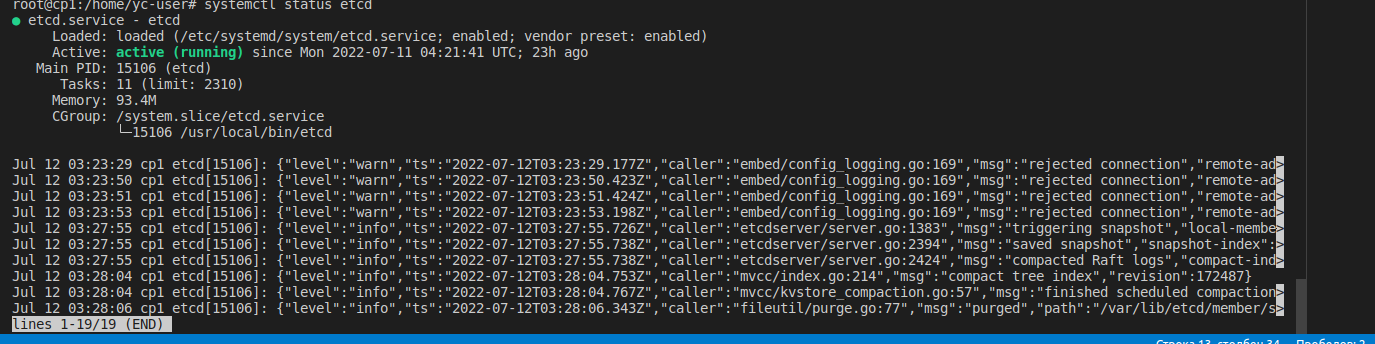 root@cp1:/home/yc-user# systemctl status etcd
● etcd.service - etcd
Loaded: loaded (/etc/systemd/system/etcd.service; enabled; vendor preset: enabled)
Active: active (running) since Mon 2022-07-11 04:21:41 UTC; 23h ago
Main PID: 15106 (etcd)
Tasks: 11 (limit: 2310)
Memory: 93.4M
CGroup: /system.slice/etcd.service
└─15106 /usr/local/bin/etcd
Jul 12 03:23:29 cp1 etcd[15106]: {"level":"warn","ts":"2022-07-12T03:23:29.177Z","caller":"embed/config_logging.go:169","msg":"rejected connection","remote-ad>
Jul 12 03:23:50 cp1 etcd[15106]: {"level":"warn","ts":"2022-07-12T03:23:50.423Z","caller":"embed/config_logging.go:169","msg":"rejected connection","remote-ad>
Jul 12 03:23:51 cp1 etcd[15106]: {"level":"warn","ts":"2022-07-12T03:23:51.424Z","caller":"embed/config_logging.go:169","msg":"rejected connection","remote-ad>
Jul 12 03:23:53 cp1 etcd[15106]: {"level":"warn","ts":"2022-07-12T03:23:53.198Z","caller":"embed/config_logging.go:169","msg":"rejected connection","remote-ad>
Jul 12 03:27:55 cp1 etcd[15106]: {"level":"info","ts":"2022-07-12T03:27:55.726Z","caller":"etcdserver/server.go:1383","msg":"triggering snapshot","local-membe>
Jul 12 03:27:55 cp1 etcd[15106]: {"level":"info","ts":"2022-07-12T03:27:55.738Z","caller":"etcdserver/server.go:2394","msg":"saved snapshot","snapshot-index":>
Jul 12 03:27:55 cp1 etcd[15106]: {"level":"info","ts":"2022-07-12T03:27:55.738Z","caller":"etcdserver/server.go:2424","msg":"compacted Raft logs","compact-ind>
Jul 12 03:28:04 cp1 etcd[15106]: {"level":"info","ts":"2022-07-12T03:28:04.753Z","caller":"mvcc/index.go:214","msg":"compact tree index","revision":172487}
Jul 12 03:28:04 cp1 etcd[15106]: {"level":"info","ts":"2022-07-12T03:28:04.767Z","caller":"mvcc/kvstore_compaction.go:57","msg":"finished scheduled compaction>
Jul 12 03:28:06 cp1 etcd[15106]: {"level":"info","ts":"2022-07-12T03:28:06.343Z","caller":"fileutil/purge.go:77","msg":"purged","path":"/var/lib/etcd/member/s>
lines 1-19/19 (END)
Строка 13, столбец 34